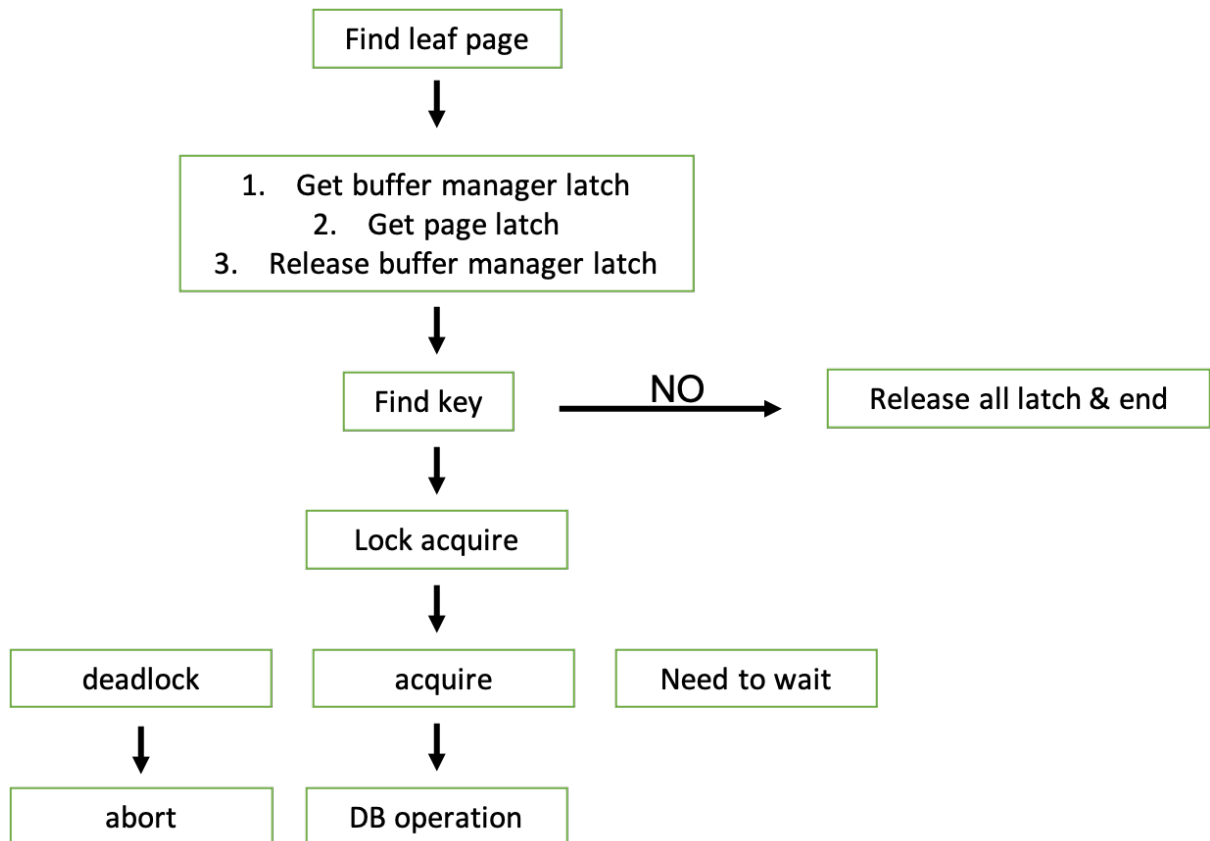 Find leaf page
1. Get buffer manager latch
2. Get page latch
3. Release buffer manager latch
Find key
NO
Release all latch & end
Lock acquire
deadlock
acquire
Need to wait
abort
DB operation